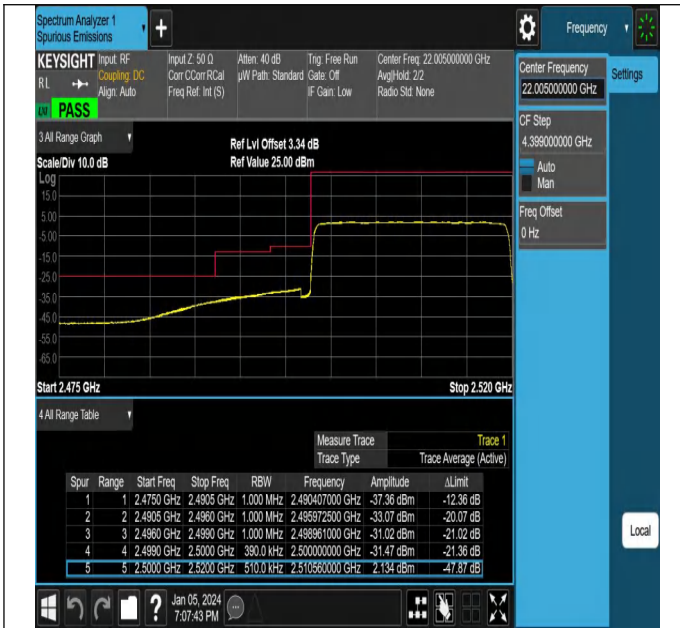 Spectrum Analyzer 1
Spurious Emissions
Frequency
KEYSIGHT
Input: RF
Coupling: DC
Align: Auto
Input Z: 50 Ω
Corr CCorr RCal
Freq Ref: Int (S)
Atten: 40 dB
µW Path: Standard
Trig: Free Run
Gate: Off
IF Gain: Low
Center Freq: 22.005000000 GHz
Avg|Hold: 2/2
Radio Std: None
RL
PASS
Center Frequency
22.005000000 GHz
Settings
CF Step
4.399000000 GHz
Auto
Man
Freq Offset
0 Hz
3 All Range Graph
Ref Lvl Offset 3.34 dB
Scale/Div 10.0 dB
Ref Value 25.00 dBm
Log
15.0
5.00
-5.00
-15.0
-25.0
-35.0
-45.0
-55.0
-65.0
Start 2.475 GHz
Stop 2.520 GHz
4 All Range Table
Measure Trace Trace 1
Trace Type Trace Average (Active)
Spur Range Start Freq Stop Freq RBW Frequency Amplitude ΔLimit
1 1 2.4750 GHz 2.4905 GHz 1.000 MHz 2.490407000 GHz -37.36 dBm -12.36 dB
2 2 2.4905 GHz 2.4960 GHz 1.000 MHz 2.495972500 GHz -33.07 dBm -20.07 dB
3 3 2.4960 GHz 2.4990 GHz 1.000 MHz 2.498961000 GHz -31.02 dBm -21.02 dB
4 4 2.4990 GHz 2.5000 GHz 390.0 kHz 2.500000000 GHz -31.47 dBm -21.36 dB
5 5 2.5000 GHz 2.5200 GHz 510.0 kHz 2.510560000 GHz 2.134 dBm -47.87 dB
Local
Jan 05, 2024
7:07:43 PM